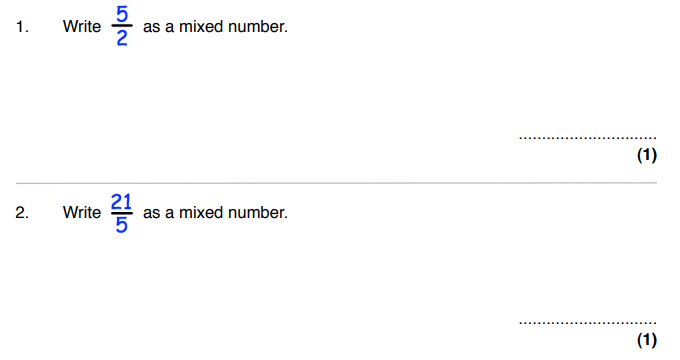 1. Write 5/2 as a mixed number.
...............................
(1)
2. Write 21/5 as a mixed number.
...............................
(1)